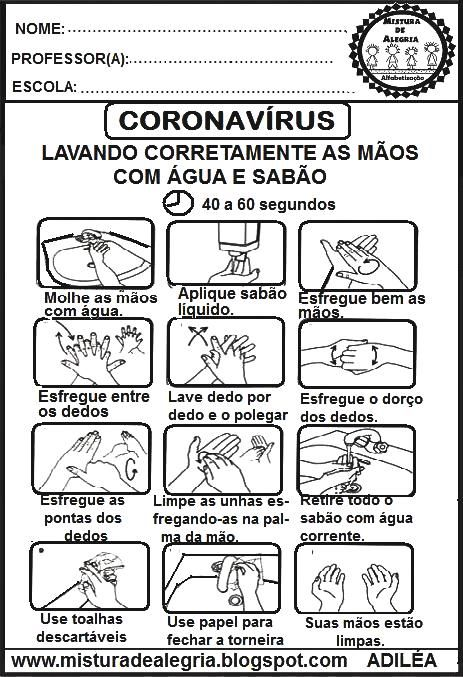 NOME:
MISTURA
DE
ALEGRIA
Alfabetização
PROFESSOR(A):
ESCOLA:
CORONAVÍRUS
LAVANDO CORRETAMENTE AS MÃOS
COM ÁGUA E SABÃO
40 a 60 segundos
Molhe as mãos
com água.
Aplique sabão
líquido.
Esfregue bem as
mãos.
Esfregue entre
os dedos
Lave dedo por
dedo e o polegar
Esfregue o dorço
dos dedos.
Esfregue as
pontas dos
dedos
Limpe as unhas es-
fregando-as na pal-
ma da mão.
Retire todo o
sabão com água
corrente.
Use toalhas
descartáveis
Use papel para
fechar a torneira
Suas mãos estão
limpas.
www.misturadealegria.blogspot.com ADILÉA